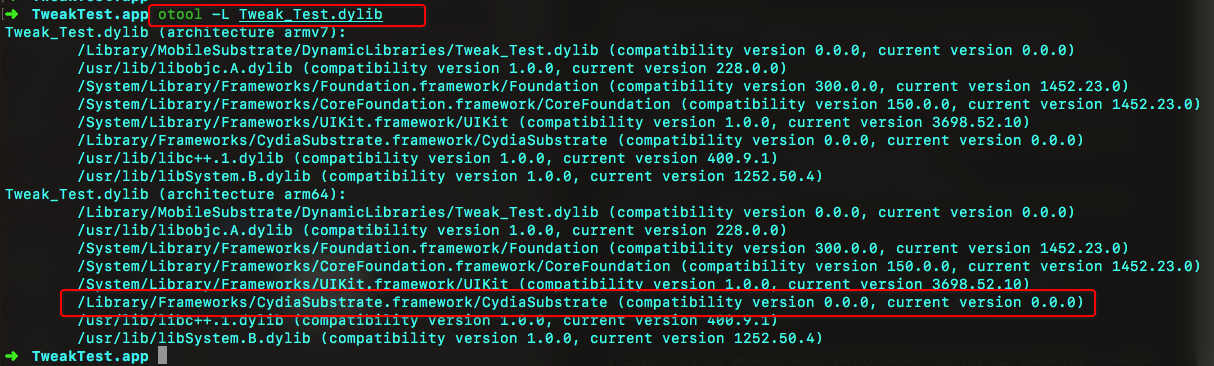 ➜ TweakTest.app otool -L Tweak_Test.dylib
Tweak_Test.dylib (architecture armv7):
/Library/MobileSubstrate/DynamicLibraries/Tweak_Test.dylib (compatibility version 0.0.0, current version 0.0.0)
/usr/lib/libobjc.A.dylib (compatibility version 1.0.0, current version 228.0.0)
/System/Library/Frameworks/Foundation.framework/Foundation (compatibility version 300.0.0, current version 1452.23.0)
/System/Library/Frameworks/CoreFoundation.framework/CoreFoundation (compatibility version 150.0.0, current version 1452.23.0)
/System/Library/Frameworks/UIKit.framework/UIKit (compatibility version 1.0.0, current version 3698.52.10)
/Library/Frameworks/CydiaSubstrate.framework/CydiaSubstrate (compatibility version 0.0.0, current version 0.0.0)
/usr/lib/libc++.1.dylib (compatibility version 1.0.0, current version 400.9.1)
/usr/lib/libSystem.B.dylib (compatibility version 1.0.0, current version 1252.50.4)
Tweak_Test.dylib (architecture arm64):
/Library/MobileSubstrate/DynamicLibraries/Tweak_Test.dylib (compatibility version 0.0.0, current version 0.0.0)
/usr/lib/libobjc.A.dylib (compatibility version 1.0.0, current version 228.0.0)
/System/Library/Frameworks/Foundation.framework/Foundation (compatibility version 300.0.0, current version 1452.23.0)
/System/Library/Frameworks/CoreFoundation.framework/CoreFoundation (compatibility version 150.0.0, current version 1452.23.0)
/System/Library/Frameworks/UIKit.framework/UIKit (compatibility version 1.0.0, current version 3698.52.10)
/Library/Frameworks/CydiaSubstrate.framework/CydiaSubstrate (compatibility version 0.0.0, current version 0.0.0)
/usr/lib/libc++.1.dylib (compatibility version 1.0.0, current version 400.9.1)
/usr/lib/libSystem.B.dylib (compatibility version 1.0.0, current version 1252.50.4)
➜ TweakTest.app